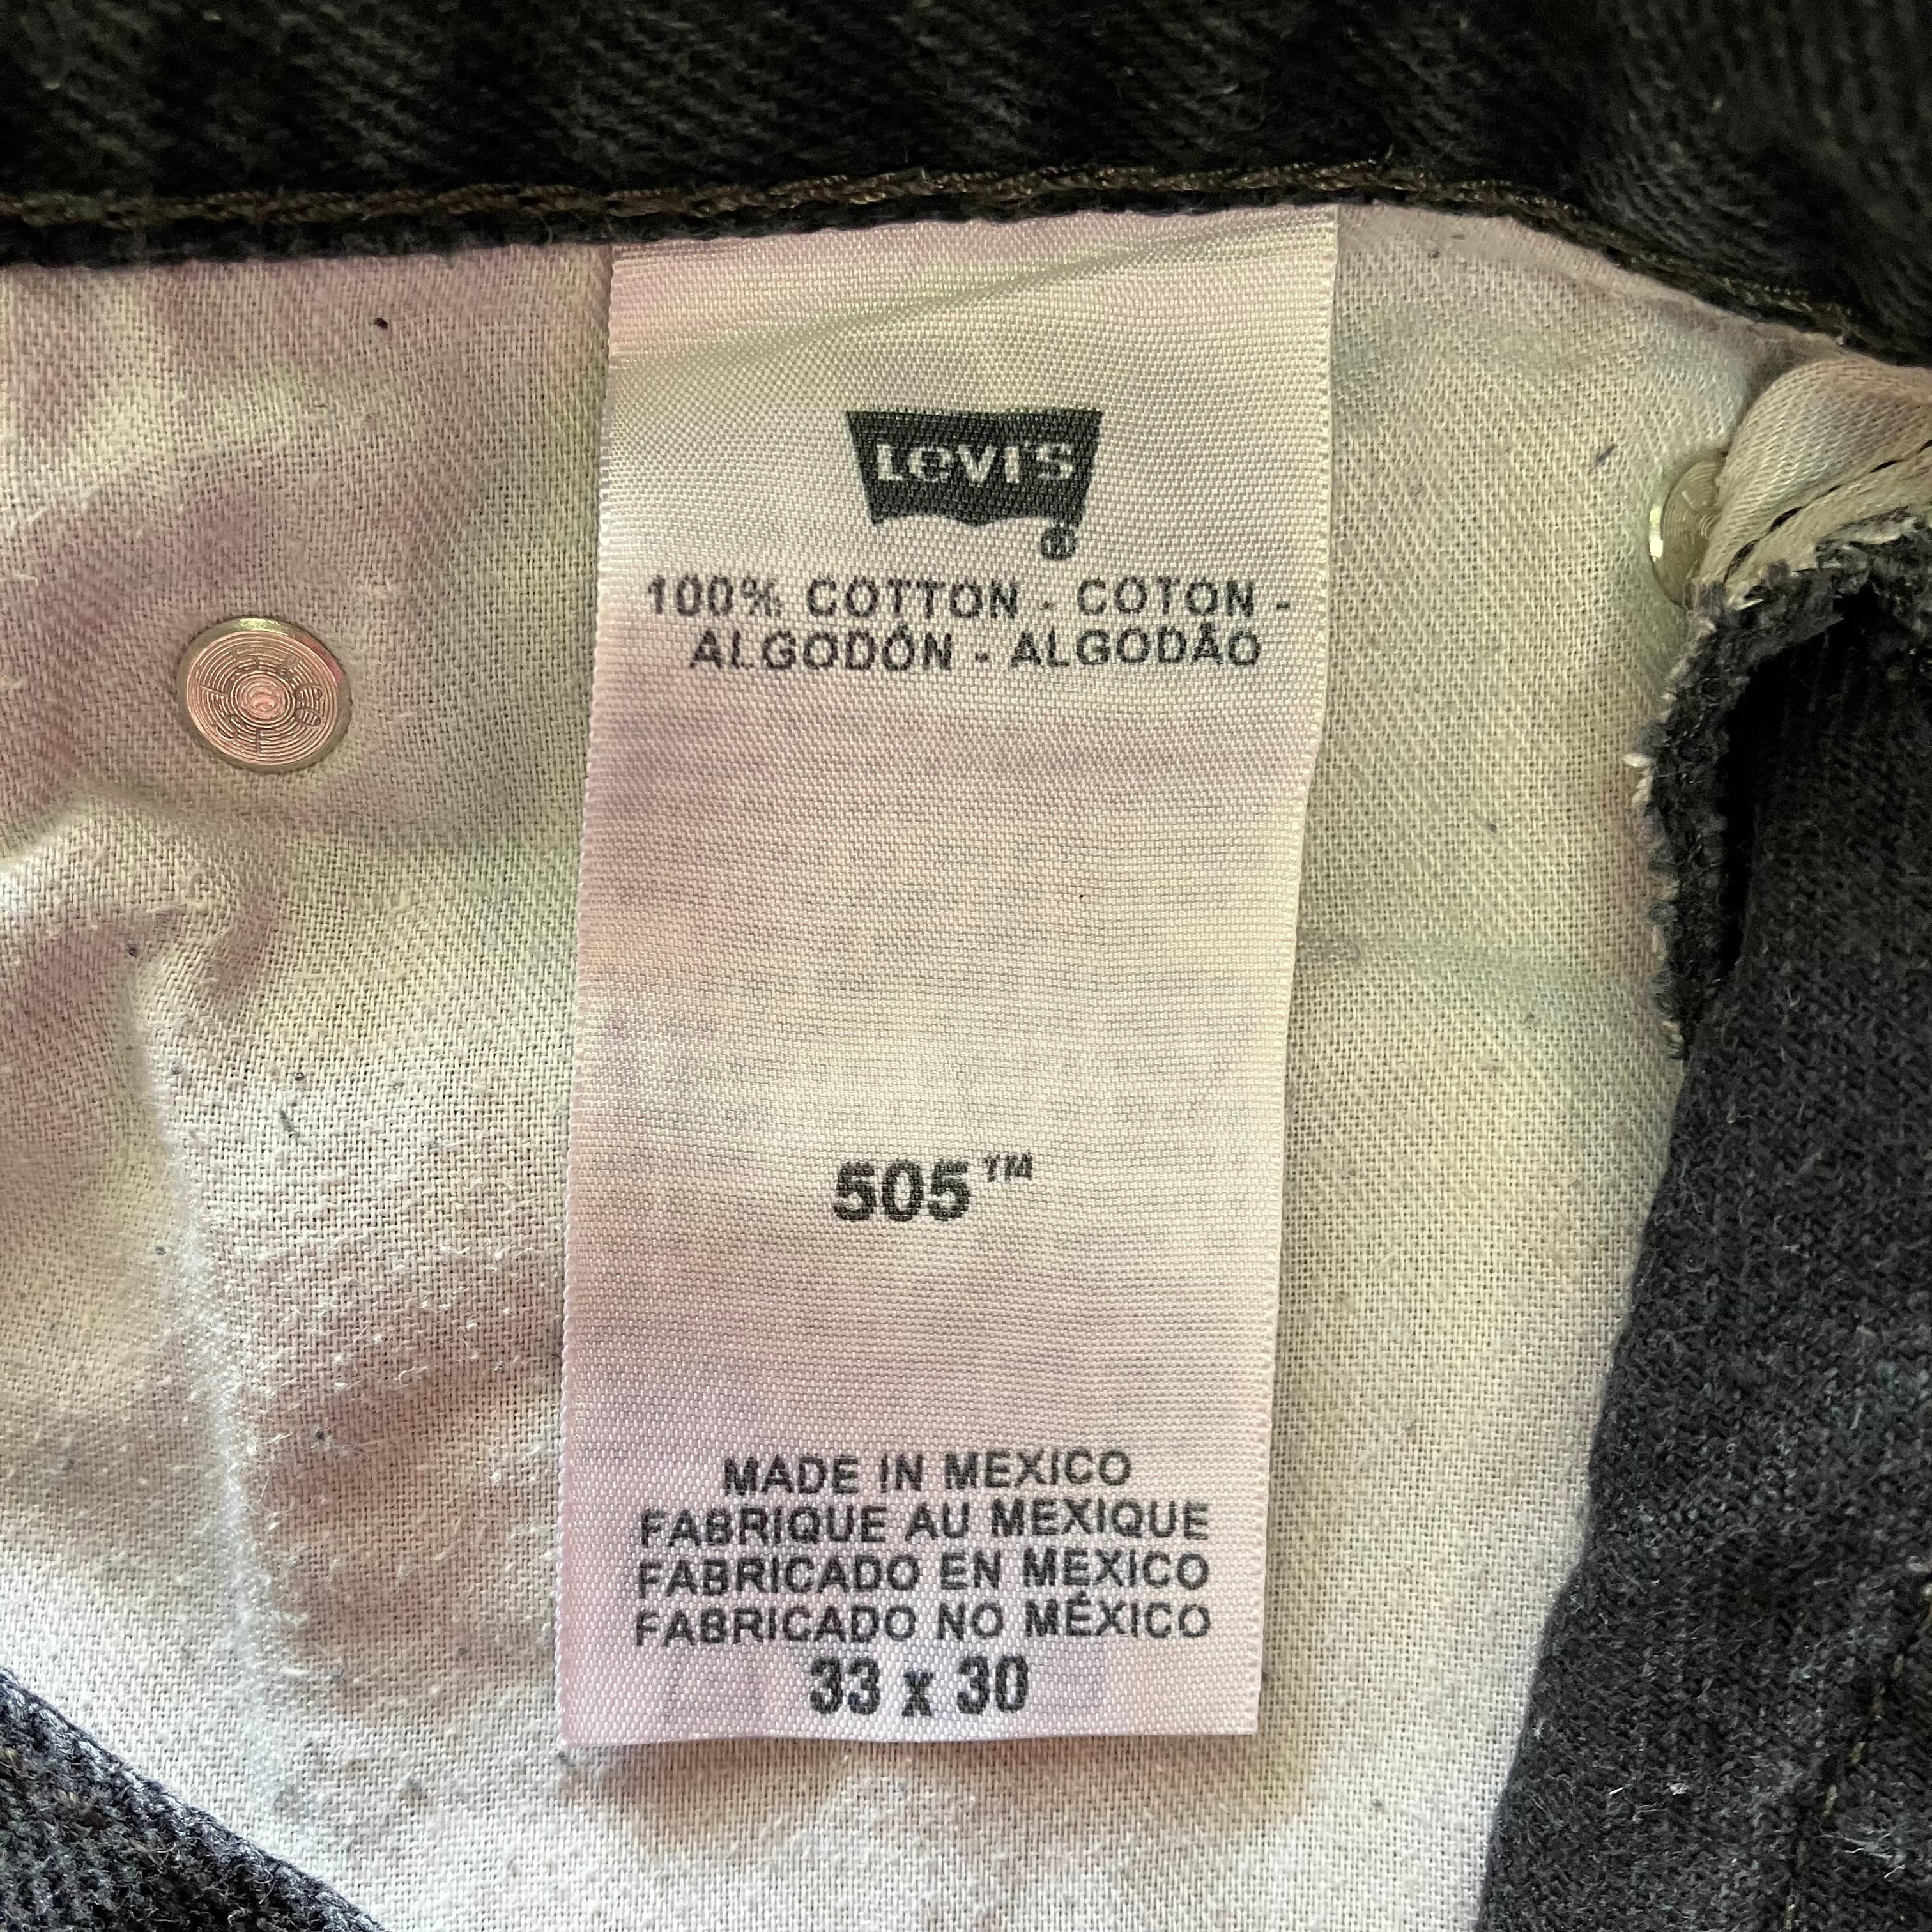 Levi's
®
100% COTTON - COTON -
ALGODÓN - ALGODÃO
505™
MADE IN MEXICO
FABRIQUE AU MEXIQUE
FABRICADO EN MEXICO
FABRICADO NO MÉXICO
33 x 30